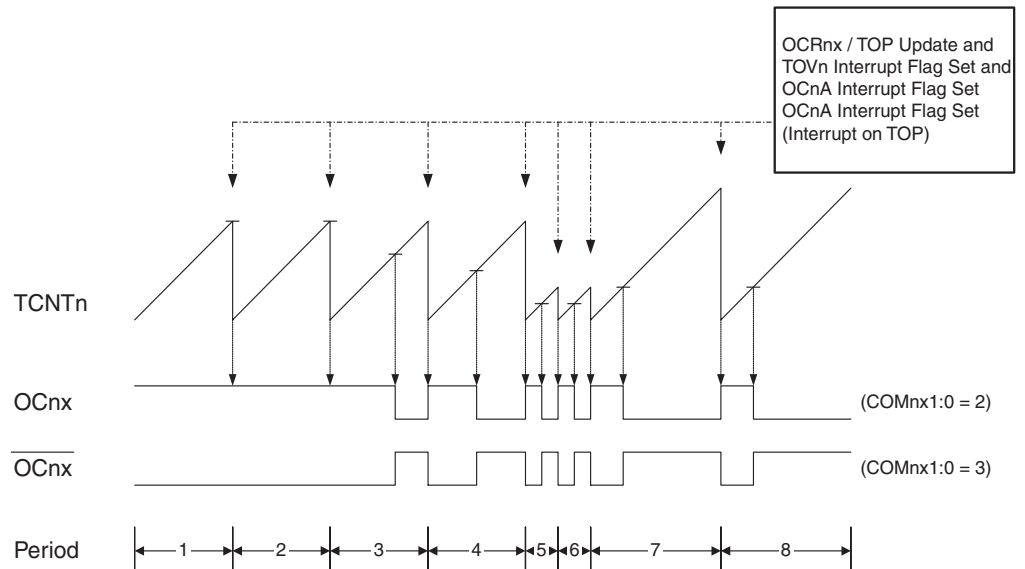 OCRnx / TOP Update and
TOVn Interrupt Flag Set and
OCnA Interrupt Flag Set
OCnA Interrupt Flag Set
(Interrupt on TOP)
TCNTn
OCnx
(COMnx1:0 = 2)
OCnx
(COMnx1:0 = 3)
Period
1 2 3 4 5 6 7 8